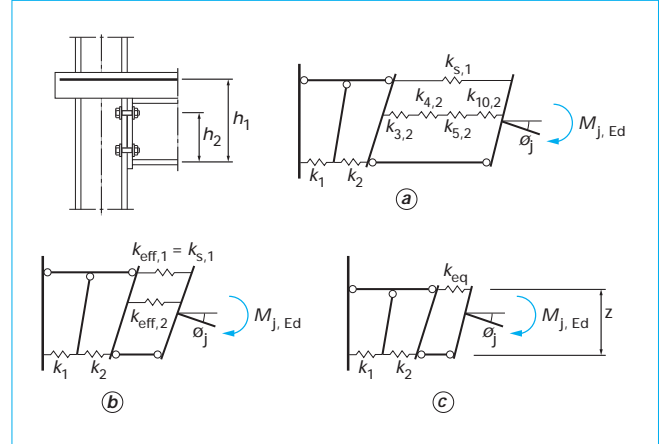 h1
h2
ks,1
k4,2 k10,2
k3,2 k5,2
Mj, Ed
øj
k1 k2
a
keff,1 = ks,1
keff,2
Mj, Ed
øj
k1 k2
b
keq
Mj, Ed
z
øj
k1 k2
c